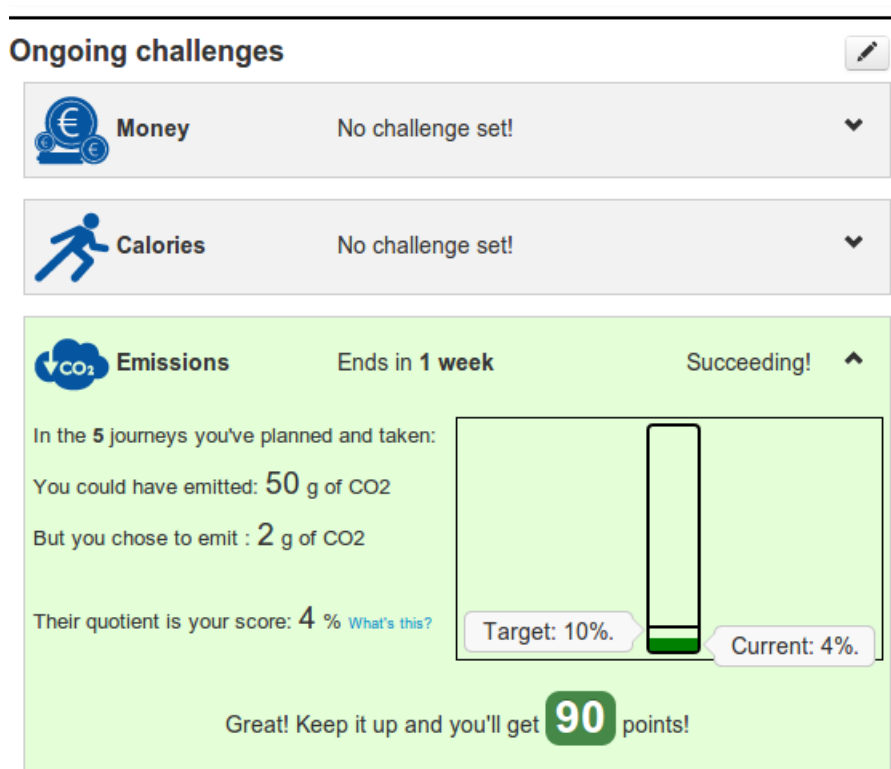 Ongoing challenges
€ € € Money No challenge set!
Calories No challenge set!
CO₂ Emissions Ends in 1 week Succeeding!
In the 5 journeys you've planned and taken:
You could have emitted: 50 g of CO2
But you chose to emit : 2 g of CO2
Their quotient is your score: 4 % What's this?
Target: 10%.
Current: 4%.
Great! Keep it up and you'll get 90 points!